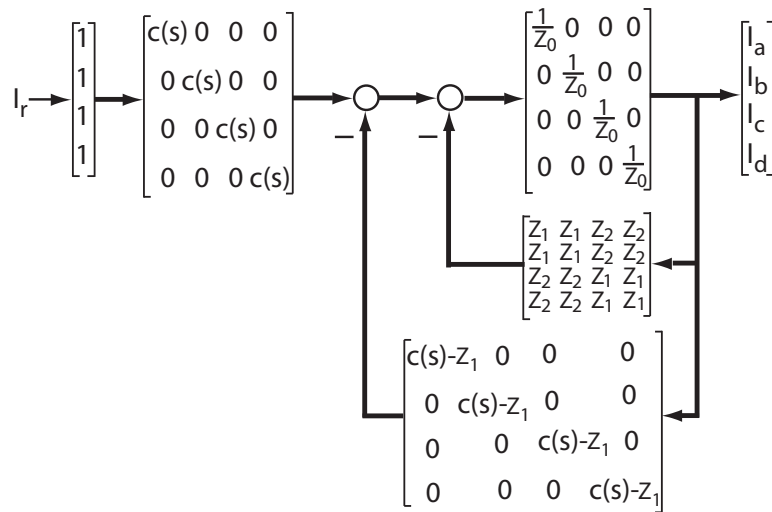 I_r
1
1
1
1
c(s) 0 0 0
0 c(s) 0 0
0 0 c(s) 0
0 0 0 c(s)
−
−
1/Z_0 0 0 0
0 1/Z_0 0 0
0 0 1/Z_0 0
0 0 0 1/Z_0
I_a
I_b
I_c
I_d
Z_1 Z_1 Z_2 Z_2
Z_1 Z_1 Z_2 Z_2
Z_2 Z_2 Z_1 Z_1
Z_2 Z_2 Z_1 Z_1
c(s)-Z_1 0 0 0
0 c(s)-Z_1 0 0
0 0 c(s)-Z_1 0
0 0 0 c(s)-Z_1